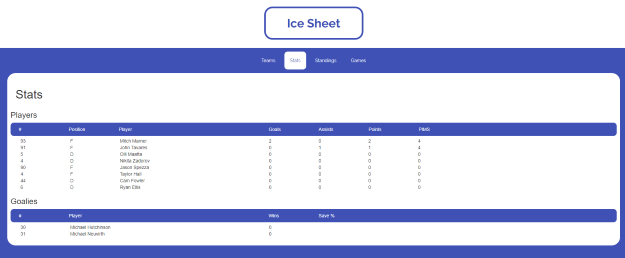 Ice Sheet
Teams Stats Standings Games
Stats
Players
# Position Player Goals Assists Points PIMS
93 F Mitch Marner 2 0 2 4
91 F John Tavares 0 1 1 4
5 D Olli Maatta 0 0 0 0
4 D Nikita Zadorov 0 0 0 0
90 F Jason Spezza 0 0 0 0
4 F Taylor Hall 0 0 0 0
44 D Cam Fowler 0 0 0 0
6 D Ryan Ellis 0 0 0 0
Goalies
# Player Wins Save %
30 Michael Hutchinson 0
31 Michael Neuvirth 0